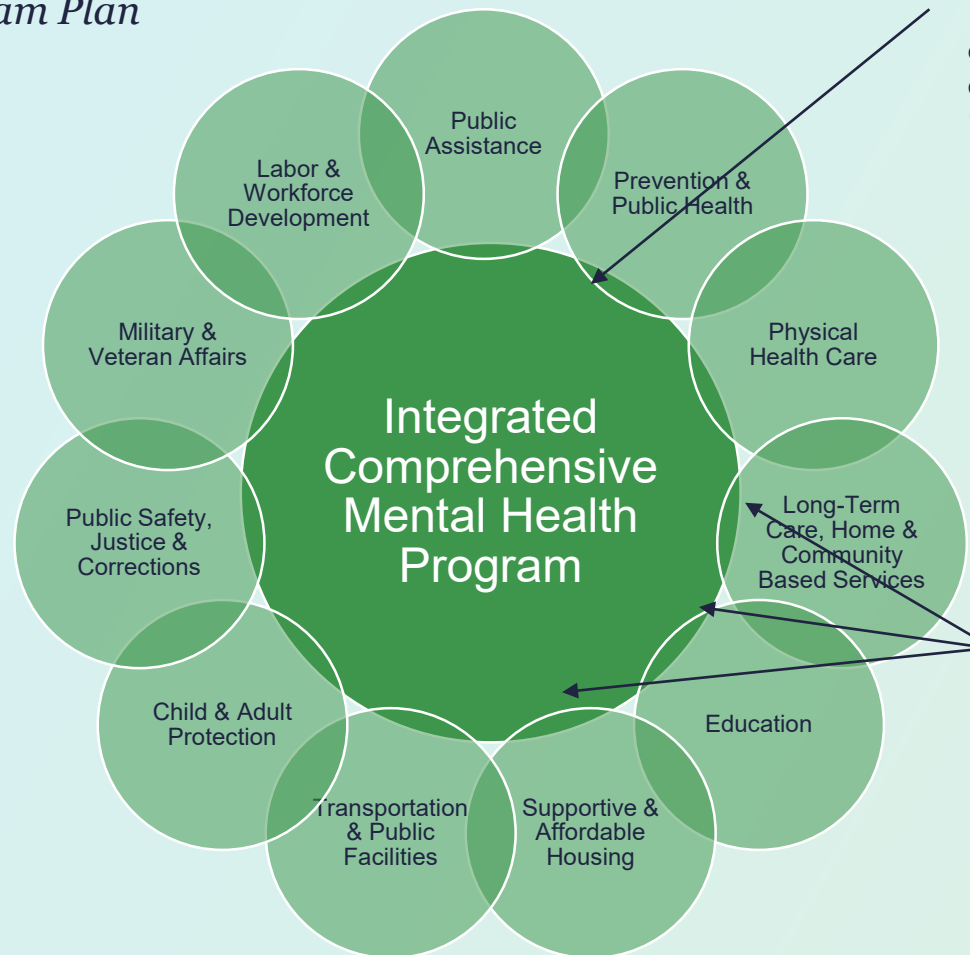 am Plan
Public
Assistance
Prevention &
Public Health
Physical
Health Care
Long-Term
Care, Home &
Community
Based Services
Education
Supportive &
Affordable
Housing
Transportation
& Public
Facilities
Child & Adult
Protection
Public Safety,
Justice &
Corrections
Military &
Veteran Affairs
Labor &
Workforce
Development
Integrated
Comprehensive
Mental Health
Program